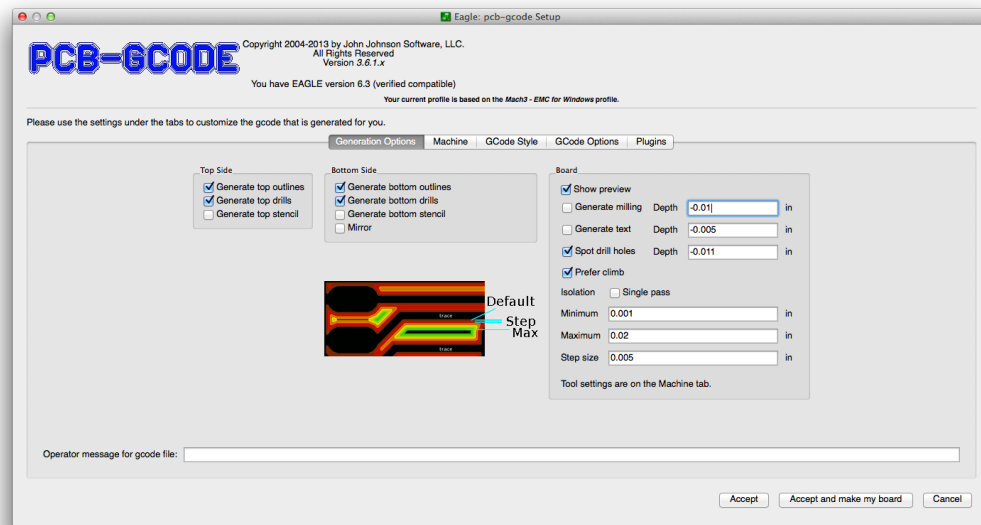 Eagle: pcb-gcode Setup
PCB-GCODE
Copyright 2004-2013 by John Johnson Software, LLC.
All Rights Reserved
Version 3.6.1.x
You have EAGLE version 6.3 (verified compatible)
Your current profile is based on the Mach3 - EMC for Windows profile.
Please use the settings under the tabs to customize the gcode that is generated for you.
Generation Options Machine GCode Style GCode Options Plugins
Top Side
Generate top outlines
Generate top drills
Generate top stencil
Bottom Side
Generate bottom outlines
Generate bottom drills
Generate bottom stencil
Mirror
Default
trace
Step
Max
trace
Board
Show preview
Generate milling Depth -0.01 in
Generate text Depth -0.005 in
Spot drill holes Depth -0.011 in
Prefer climb
Isolation Single pass
Minimum 0.001 in
Maximum 0.02 in
Step size 0.005 in
Tool settings are on the Machine tab.
Operator message for gcode file:
Accept Accept and make my board Cancel